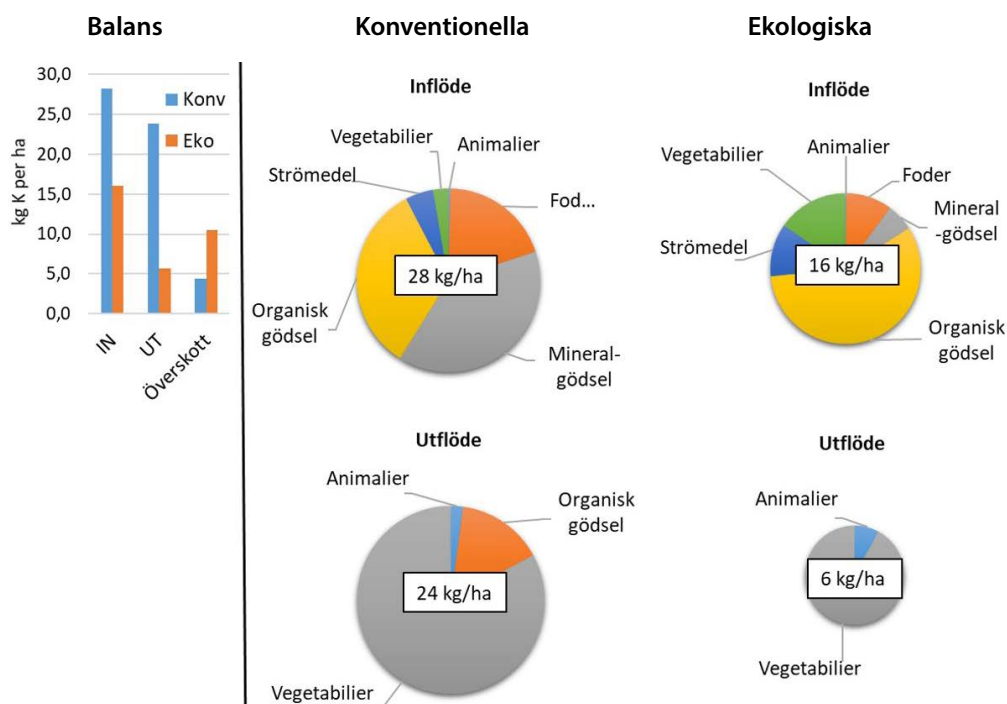 Balans
Konventionella
Ekologiska
kg K per ha
30,0
25,0
20,0
15,0
10,0
5,0
0,0
Konv
Eko
IN
UT
Överskott
Inflöde
Vegetabilier
Animalier
Strömedel
Fod...
28 kg/ha
Organisk
gödsel
Mineral-
gödsel
Inflöde
Animalier
Vegetabilier
Foder
Mineral
-gödsel
Strömedel
16 kg/ha
Organisk
gödsel
Utflöde
Animalier
Organisk
gödsel
24 kg/ha
Vegetabilier
Utflöde
Animalier
6 kg/ha
Vegetabilier